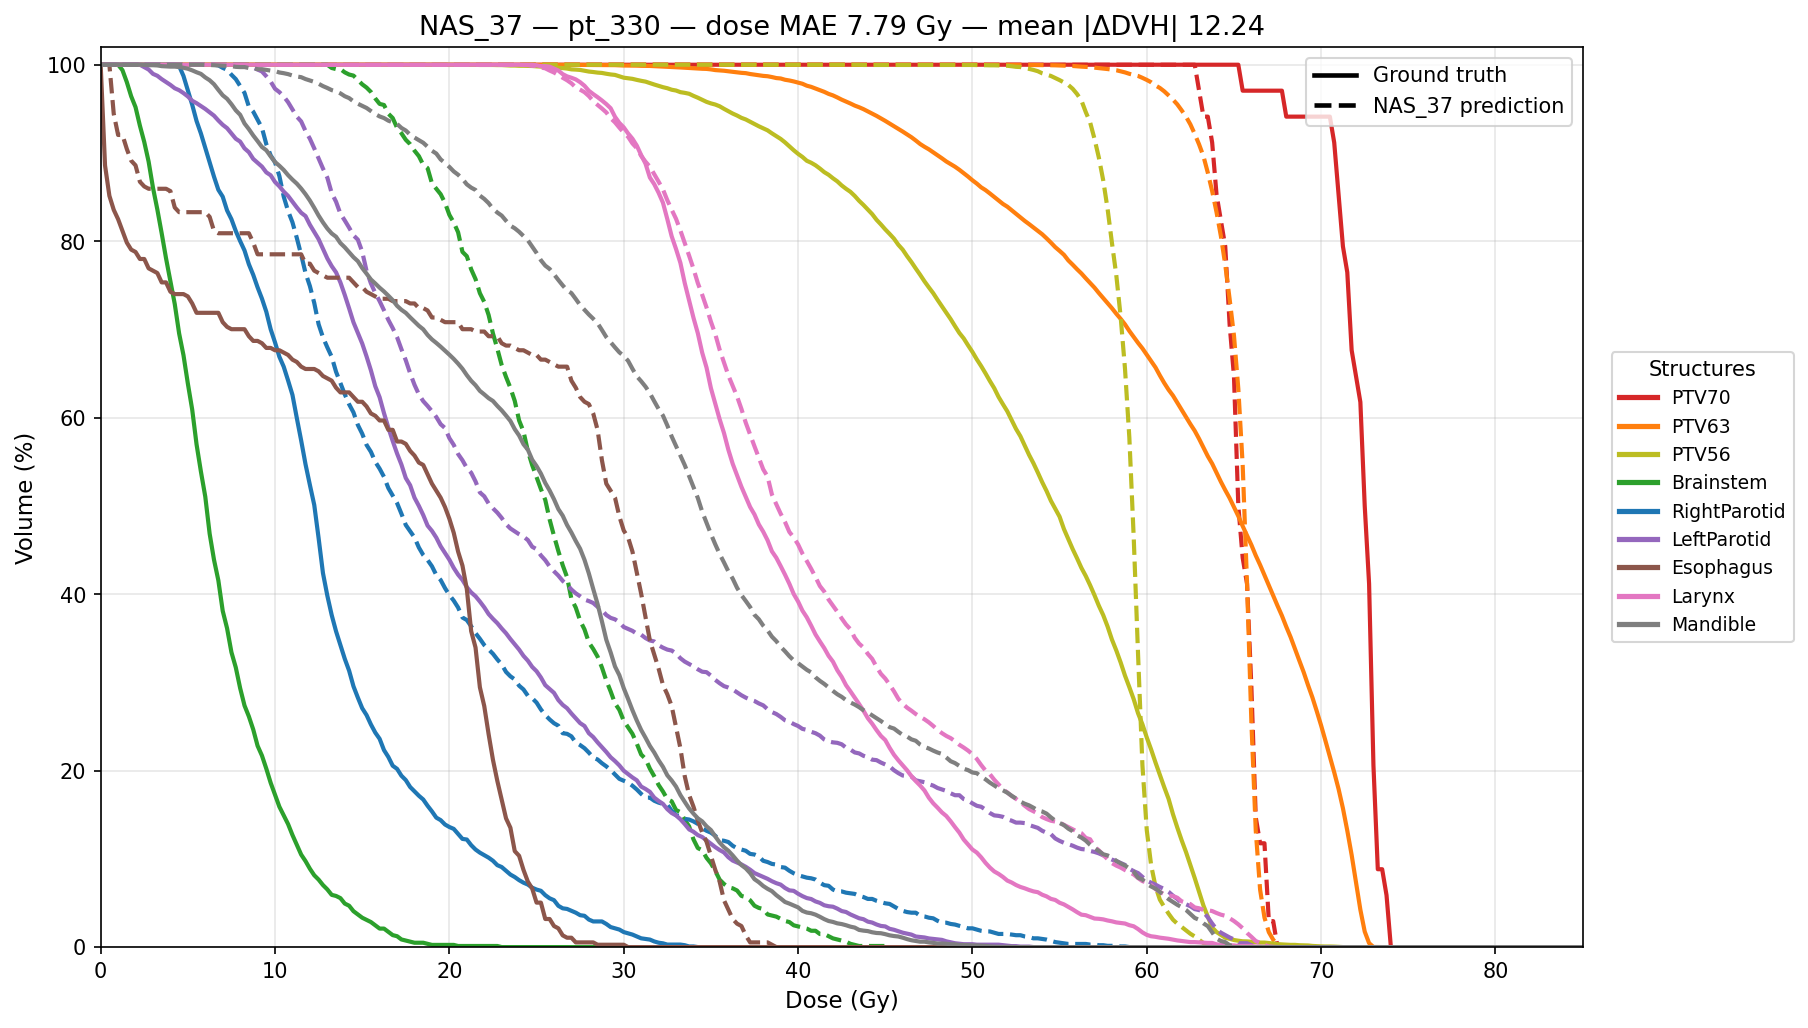 NAS_37 — pt_330 — dose MAE 7.79 Gy — mean |ΔDVH| 12.24
Ground truth
NAS_37 prediction
Volume (%)
100
80
60
40
20
0
0 10 20 30 40 50 60 70 80
Dose (Gy)
Structures
PTV70
PTV63
PTV56
Brainstem
RightParotid
LeftParotid
Esophagus
Larynx
Mandible